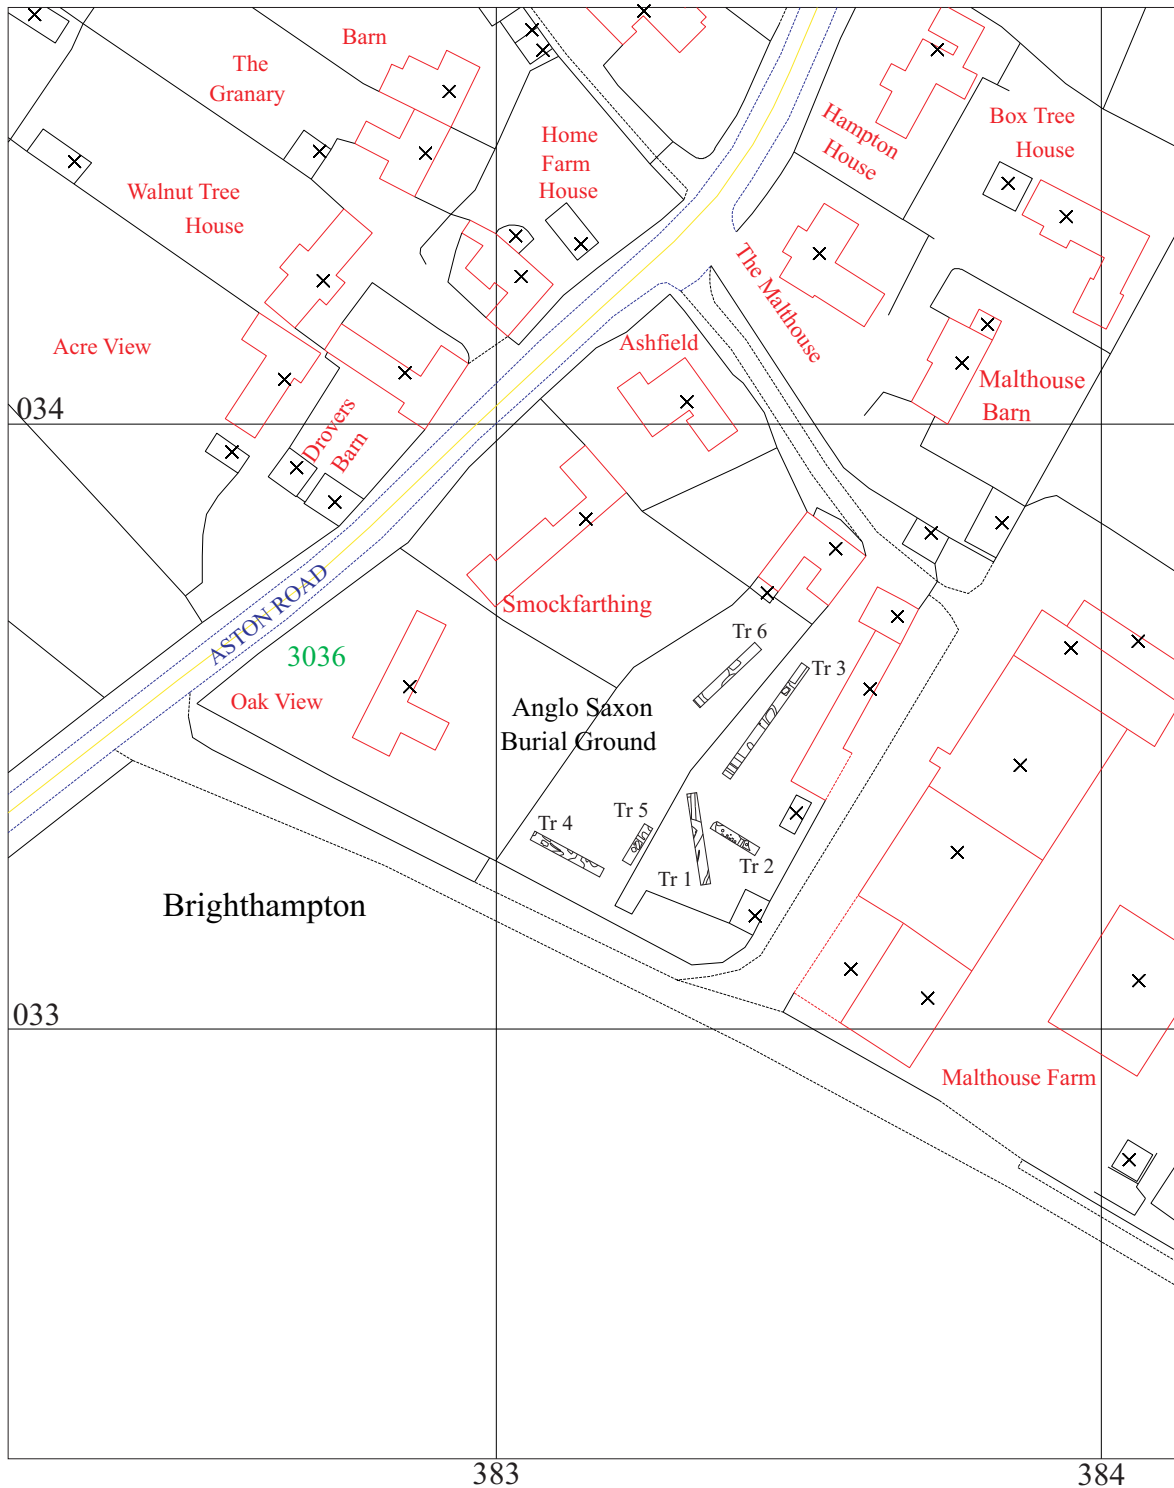 Barn
The
Granary
Hampton
House
Box Tree
House
Home
Farm
House
Walnut Tree
House
The Malthouse
Acre View
Ashfield
Malthouse
Barn
034
Drovers
Barn
ASTON ROAD
Smockfarthing
3036
Tr 6
Tr 3
Oak View
Anglo Saxon
Burial Ground
Tr 4
Tr 5
Tr 2
Tr 1
Brighthampton
033
Malthouse Farm
383
384